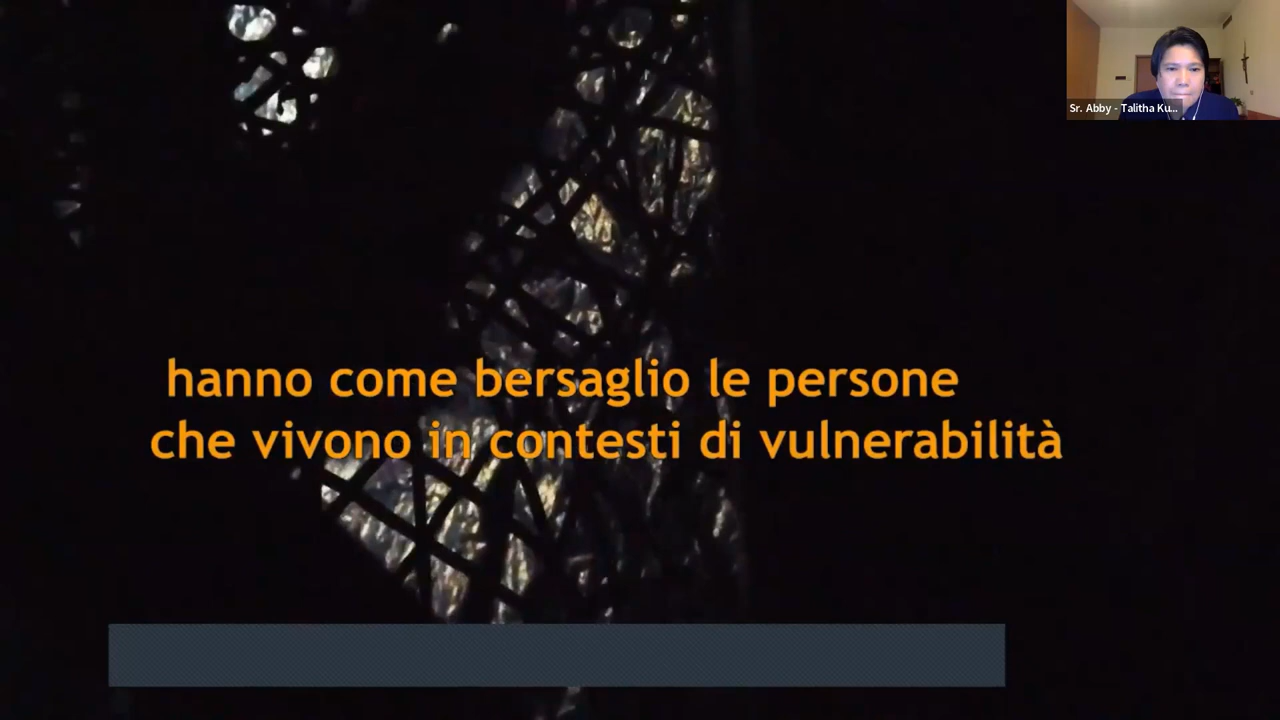 Sr. Abby - Talitha Ku...
hanno come bersaglio le persone
che vivono in contesti di vulnerabilità